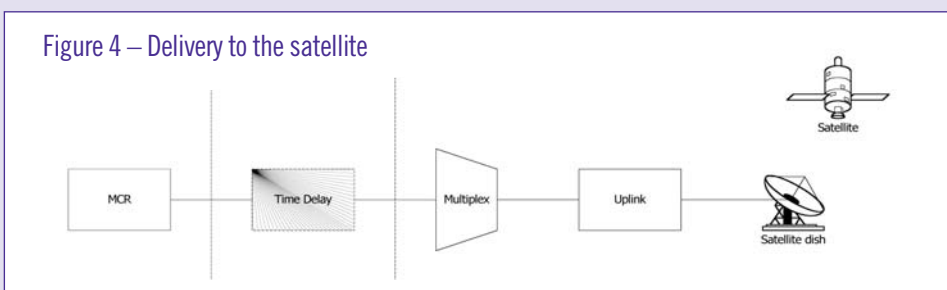 Figure 4 – Delivery to the satellite
Satellite
MCR
Time Delay
Multiplex
Uplink
Satellite dish